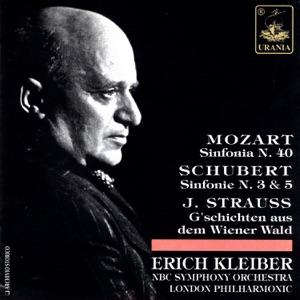 URANIA
MOZART
Sinfonia N. 40
SCHUBERT
Sinfonie N. 3 & 5
J. STRAUSS
G'schichten aus
dem Wiener Wald
ERICH KLEIBER
NBC SYMPHONY ORCHESTRA
LONDON PHILHARMONIC